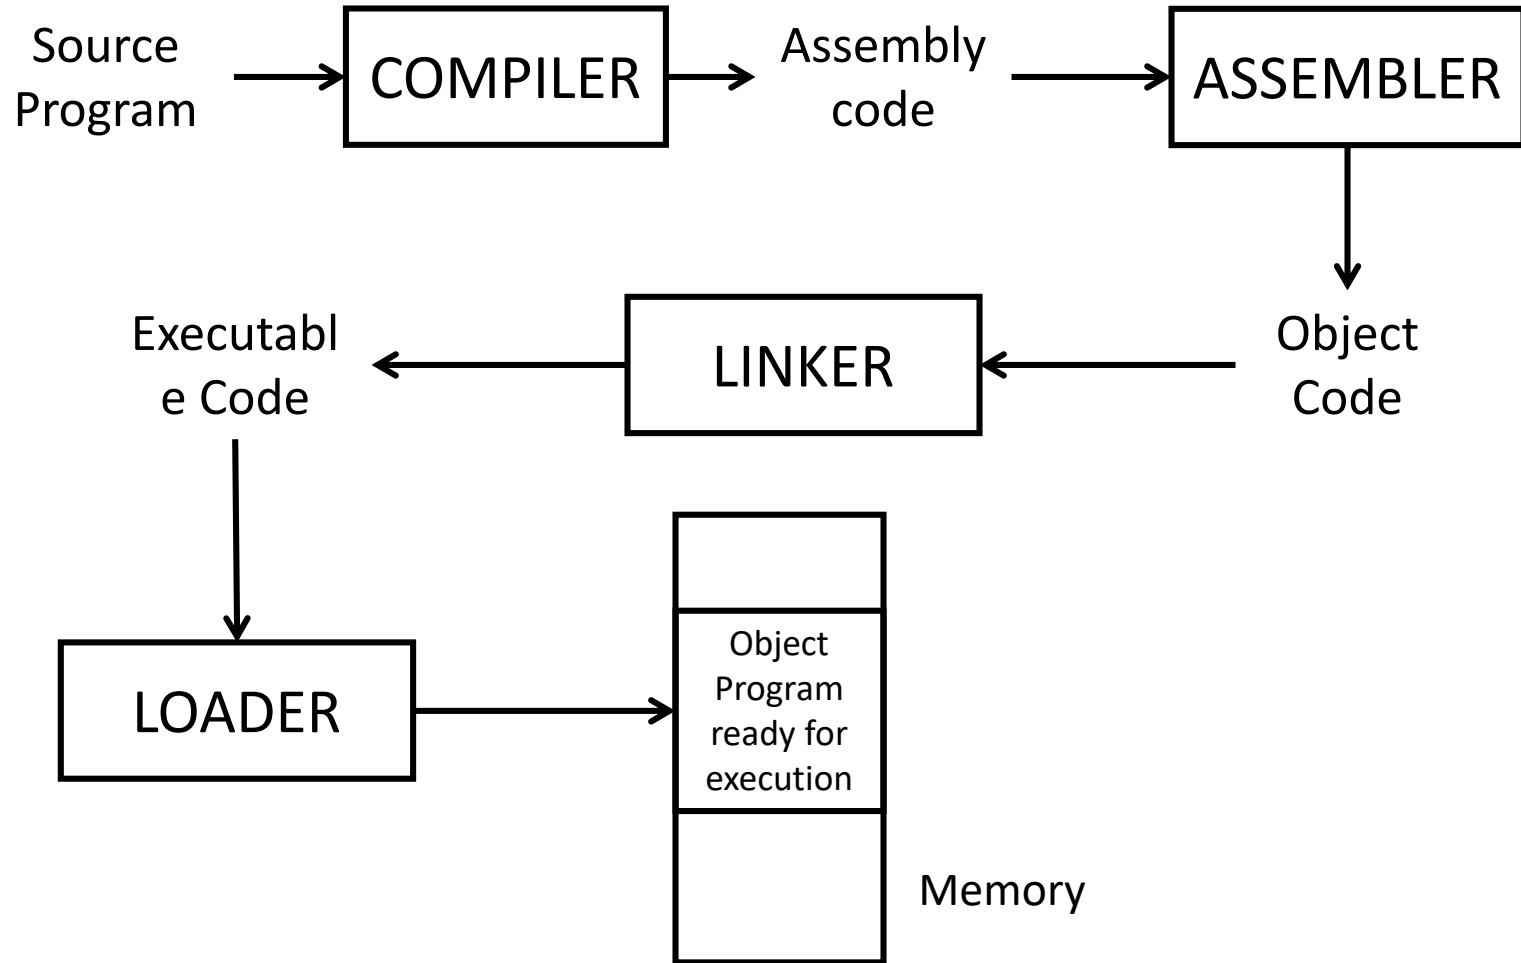 Source
Program
COMPILER
Assembly
code
ASSEMBLER
Executabl
e Code
LINKER
Object
Code
LOADER
Object
Program
ready for
execution
Memory